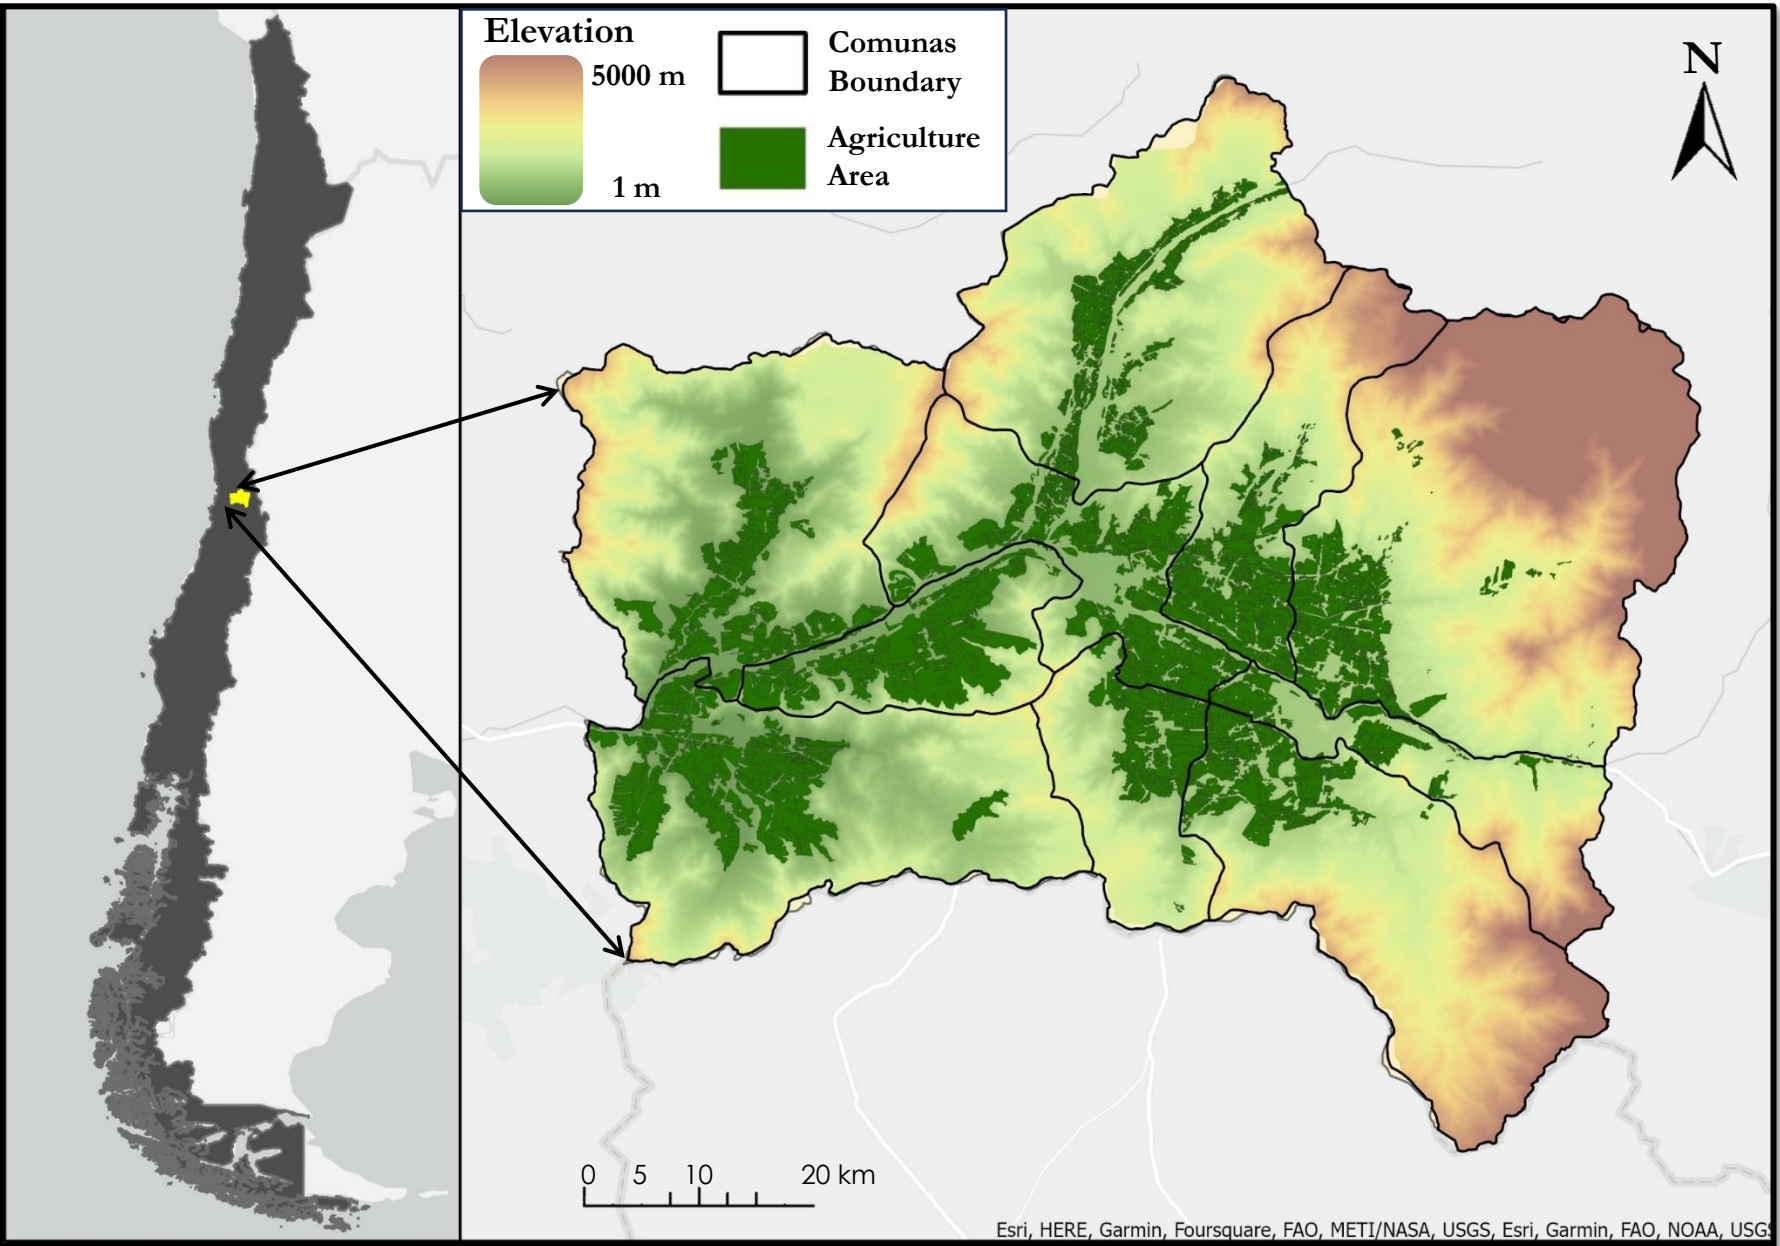 Elevation
5000 m
1 m
Comunas
Boundary
Agriculture
Area
N
0 5 10 20 km
Esri, HERE, Garmin, Foursquare, FAO, METI/NASA, USGS, Esri, Garmin, FAO, NOAA, USGS